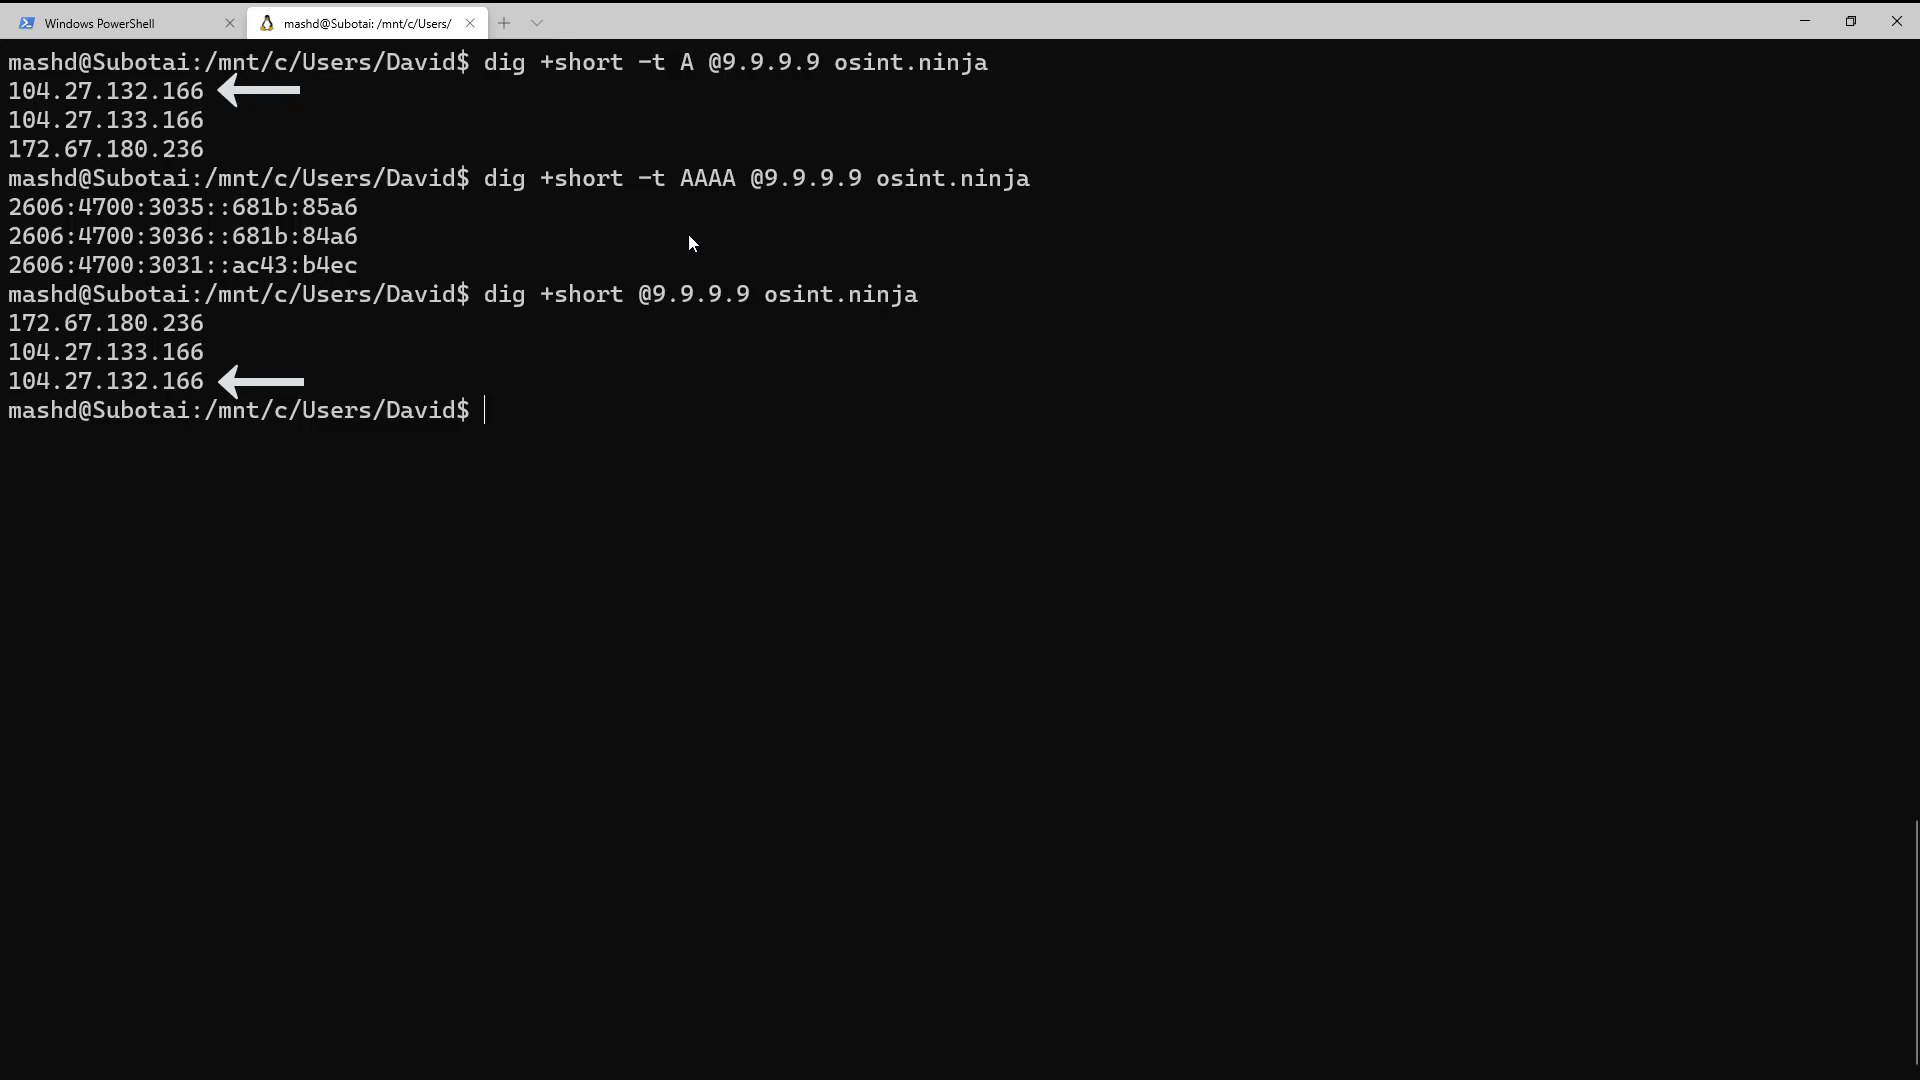 Windows PowerShell
mashd@Subotai: /mnt/c/Users/
mashd@Subotai:/mnt/c/Users/David$ dig +short -t A @9.9.9.9 osint.ninja
104.27.132.166
104.27.133.166
172.67.180.236
mashd@Subotai:/mnt/c/Users/David$ dig +short -t AAAA @9.9.9.9 osint.ninja
2606:4700:3035::681b:85a6
2606:4700:3036::681b:84a6
2606:4700:3031::ac43:b4ec
mashd@Subotai:/mnt/c/Users/David$ dig +short @9.9.9.9 osint.ninja
172.67.180.236
104.27.133.166
104.27.132.166
mashd@Subotai:/mnt/c/Users/David$